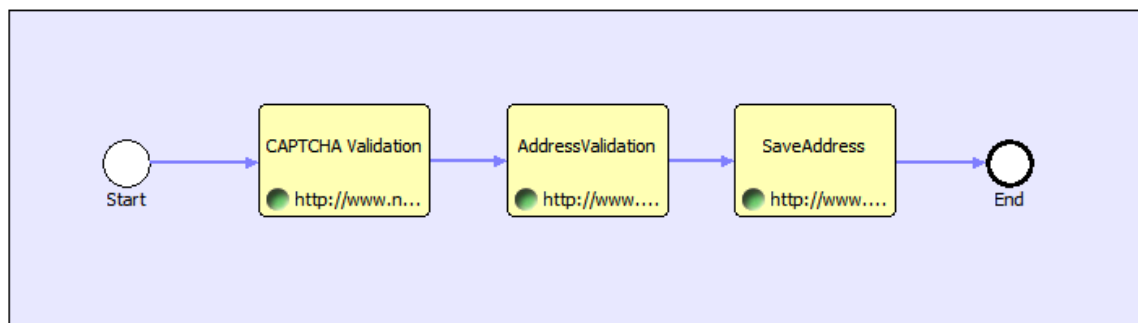 CAPTCHA Validation
AddressValidation
SaveAddress
http://www.n...
http://www....
http://www....
Start
End